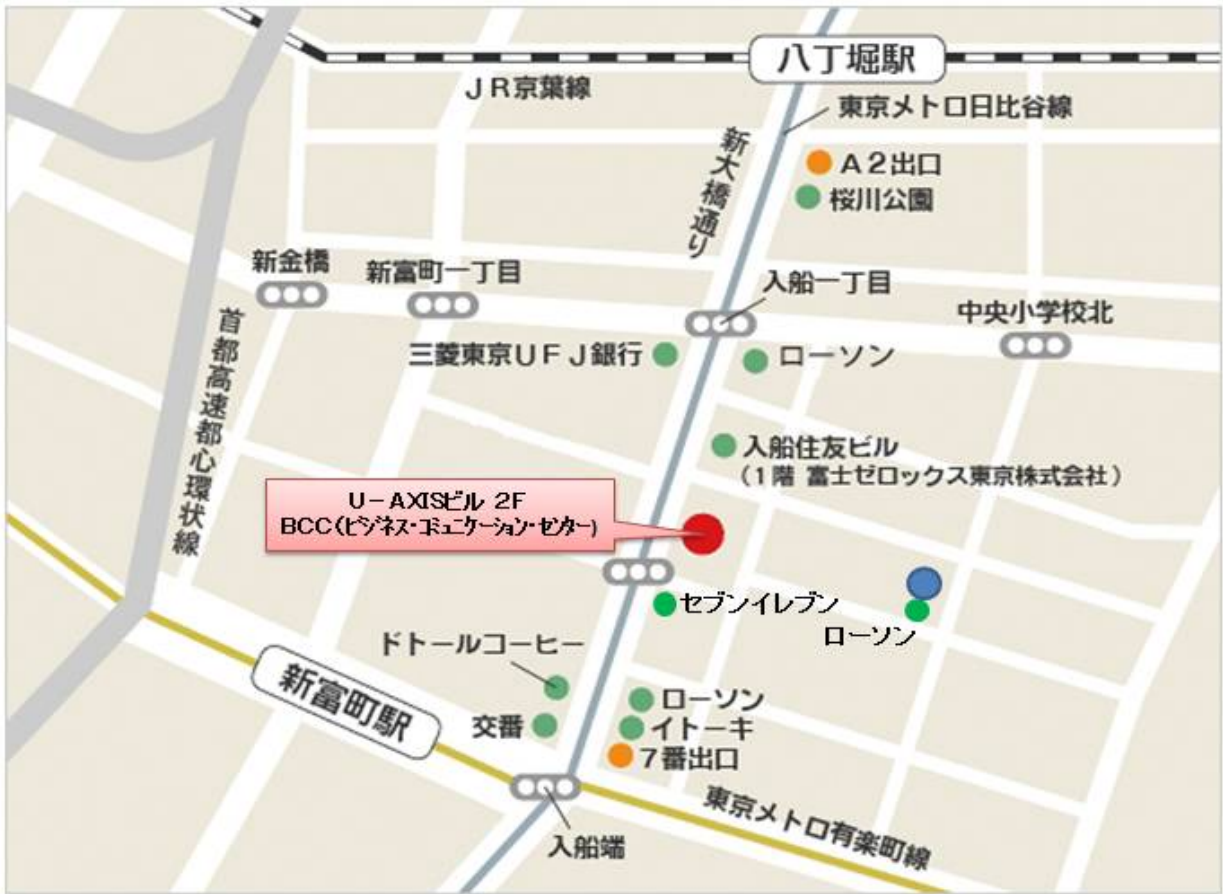 八丁堀駅
JR京葉線
東京メトロ日比谷線
新大橋通り
A2出口
桜川公園
新金橋
新富町一丁目
入船一丁目
中央小学校北
首都高速都心環状線
三菱東京UFJ銀行
ローソン
入船住友ビル
(1階 富士ゼロックス東京株式会社)
U-AXISビル 2F
BCC(ビジネス・コミュニケーション・センター)
セブンイレブン
ローソン
ドトールコーヒー
新富町駅
ローソン
交番
イトーキ
7番出口
東京メトロ有楽町線
入船端